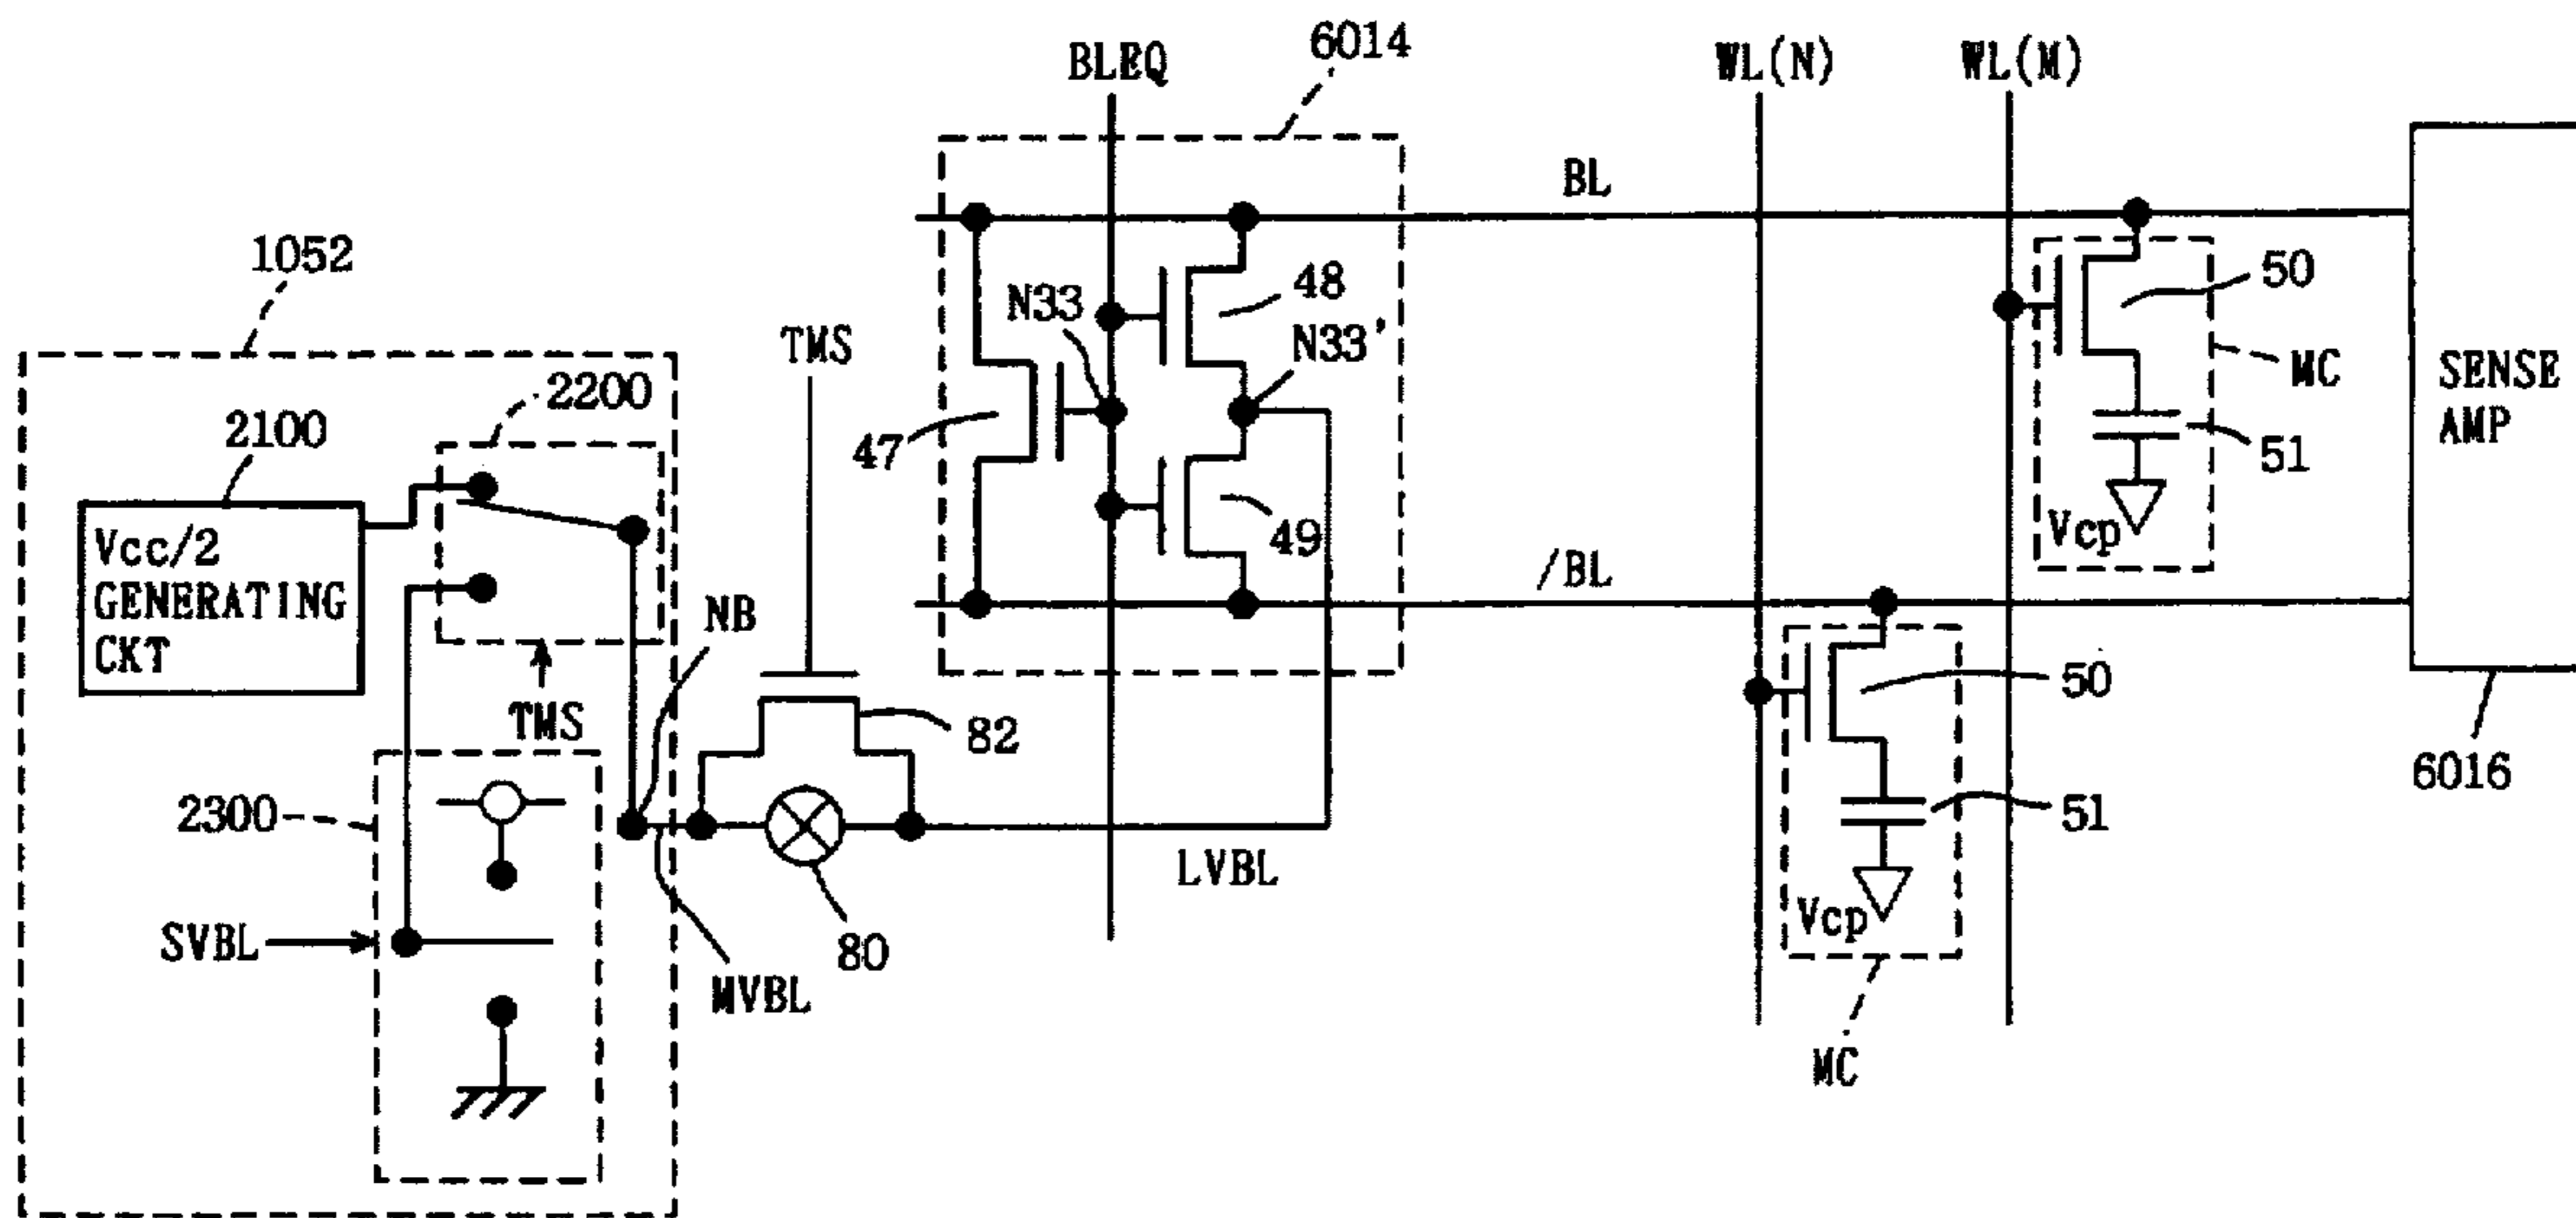 6014
BLEQ
WL(N)
WL(M)
BL
1052
48
50
N33
N33'
TMS
MC
2200
SENSE
AMP
2100
47
51
Vcc/2
GENERATING
CKT
49
Vcp
/BL
NB
50
TMS
82
6016
2300
51
LVBL
SVBL
80
Vcp
MVBL
MC